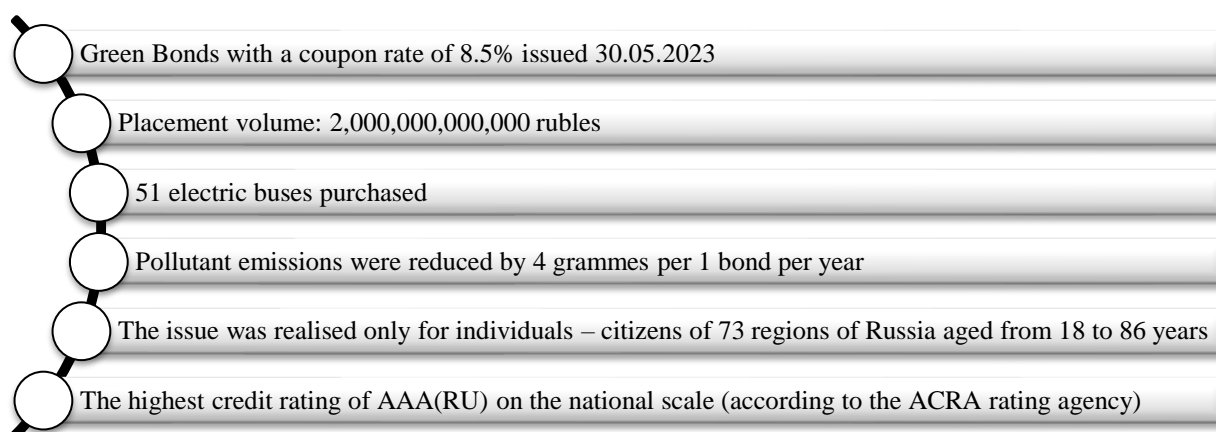 Green Bonds with a coupon rate of 8.5% issued 30.05.2023
Placement volume: 2,000,000,000,000 rubles
51 electric buses purchased
Pollutant emissions were reduced by 4 grammes per 1 bond per year
The issue was realised only for individuals – citizens of 73 regions of Russia aged from 18 to 86 years
The highest credit rating of AAA(RU) on the national scale (according to the ACRA rating agency)